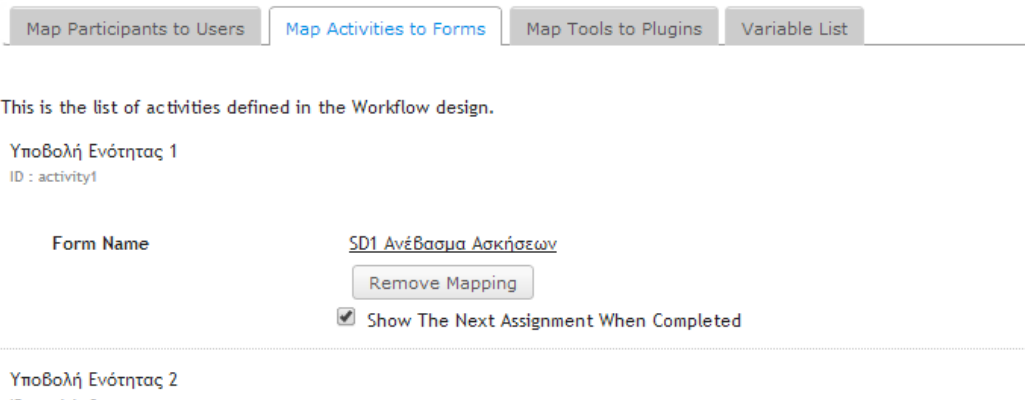 Map Participants to Users Map Activities to Forms Map Tools to Plugins Variable List
This is the list of activities defined in the Workflow design.
Υποβολή Ενότητας 1
ID : activity1
Form Name SD1 Ανέβασμα Ασκήσεων
Remove Mapping
Show The Next Assignment When Completed
Υποβολή Ενότητας 2